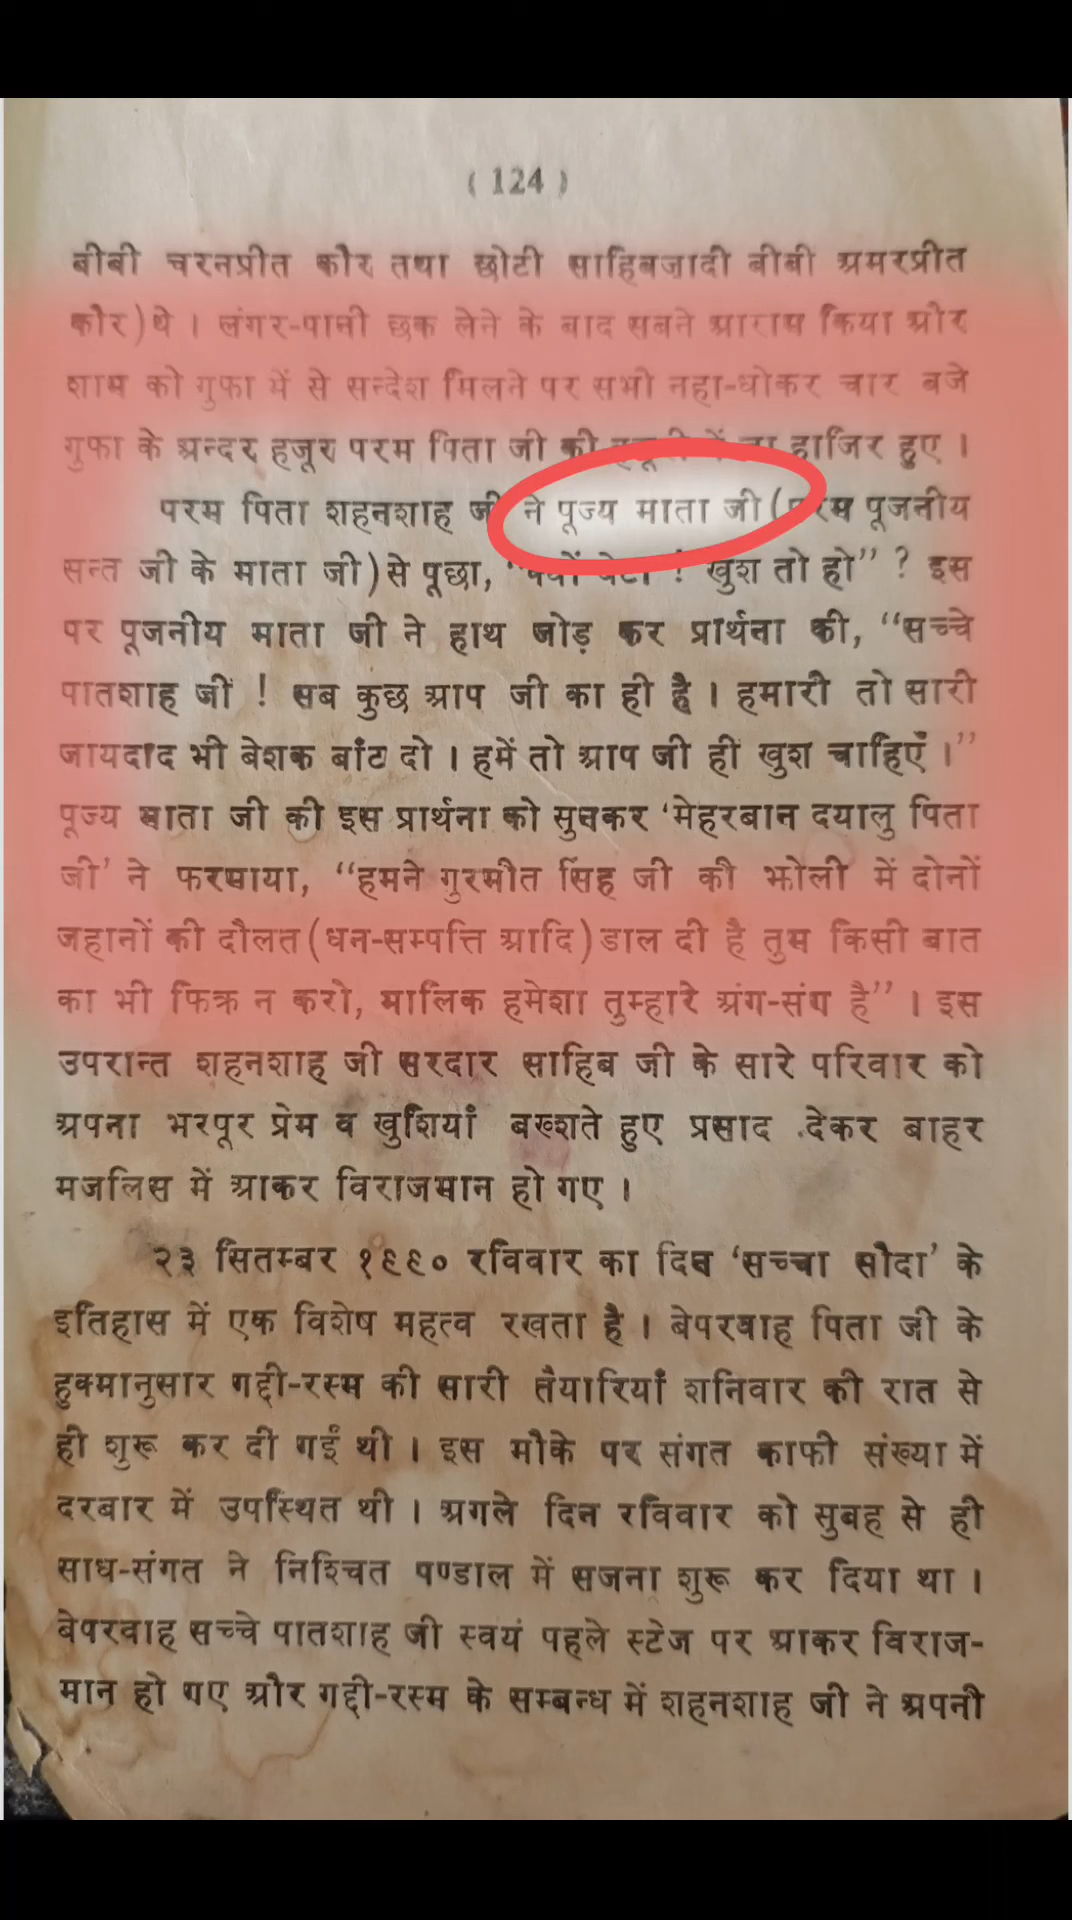 ( 124 )
बीबी चरनप्रीत कौर तथा छोटी साहिबजादी बीबी अमरप्रीत
कौर) थे । लंगर-पानी छक लेने के बाद सबने आराम किया और
शाम को गुफा में से सन्देश मिलने पर सभी नहा-धोकर चार बजे
गुफा के अन्दर हजूर परम पिता जी की में हाजिर हुए ।
परम पिता शहनशाह जी ने पूज्य माता जी (परम पूजनीय
सन्त जी के माता जी) से पूछा, "क्यों बेटा ! खुश तो हो" ? इस
पर पूजनीय माता जी ने हाथ जोड़ कर प्रार्थना की, "सच्चे
पातशाह जी ! सब कुछ आप जी का ही है । हमारी तो सारी
जायदाद भी बेशक बांट दो । हमें तो आप जी ही खुश चाहिएँ ।"
पूज्य माता जी की इस प्रार्थना को सुनकर 'मेहरबान दयालु पिता
जी' ने फरमाया, "हमने गुरमीत सिंह जी की झोली में दोनों
जहानों की दौलत (धन-सम्पत्ति आदि) डाल दी है तुम किसी बात
का भी फिक्र न करो, मालिक हमेशा तुम्हारे अंग-संग है" । इस
उपरान्त शहनशाह जी सरदार साहिब जी के सारे परिवार को
अपना भरपूर प्रेम व खुशियां बख्शते हुए प्रसाद देकर बाहर
मजलिस में आकर विराजमान हो गए ।
२३ सितम्बर १९९० रविवार का दिन 'सच्चा सौदा' के
इतिहास में एक विशेष महत्व रखता है । बेपरवाह पिता जी के
हुक्मानुसार गद्दी-रस्म की सारी तैयारियां शनिवार की रात से
ही शुरू कर दी गईं थी । इस मौके पर संगत काफी संख्या में
दरबार में उपस्थित थी । अगले दिन रविवार को सुबह से ही
साध-संगत ने निश्चित पण्डाल में सजना शुरू कर दिया था ।
बेपरवाह सच्चे पातशाह जी स्वयं पहले स्टेज पर आकर विराज-
मान हो गए और गद्दी-रस्म के सम्बन्ध में शहनशाह जी ने अपनी